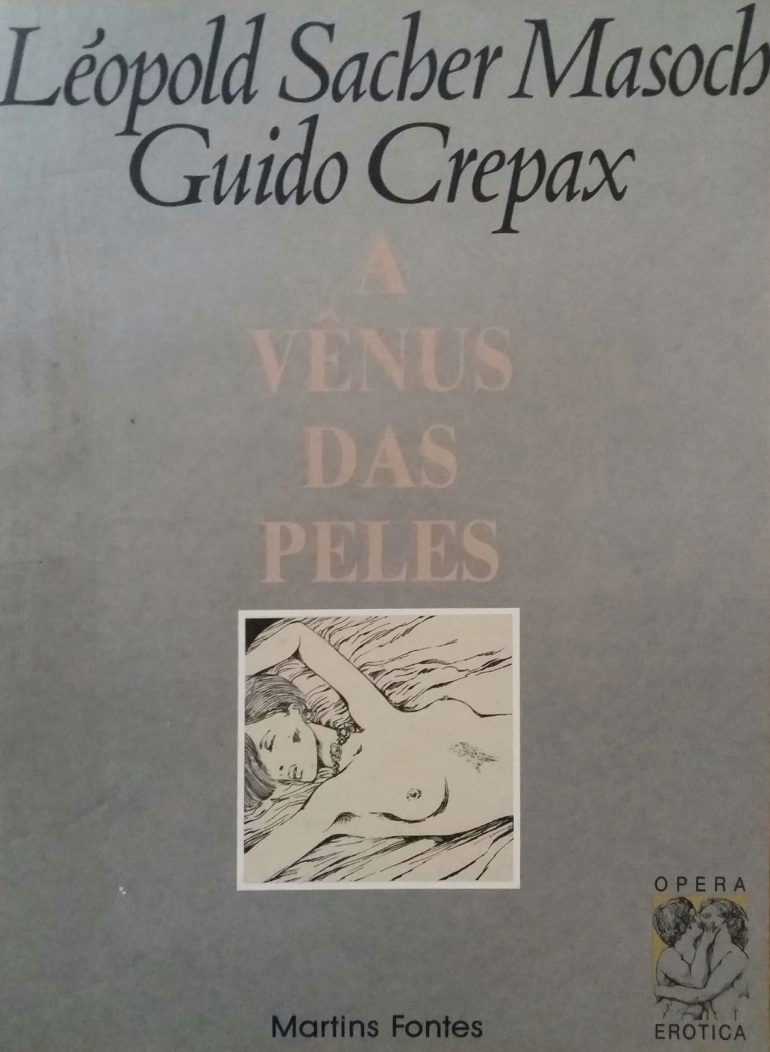 Léopold Sacher Masoch
Guido Crepax
A
VÊNUS
DAS
PELES
OPERA
EROTICA
Martins Fontes